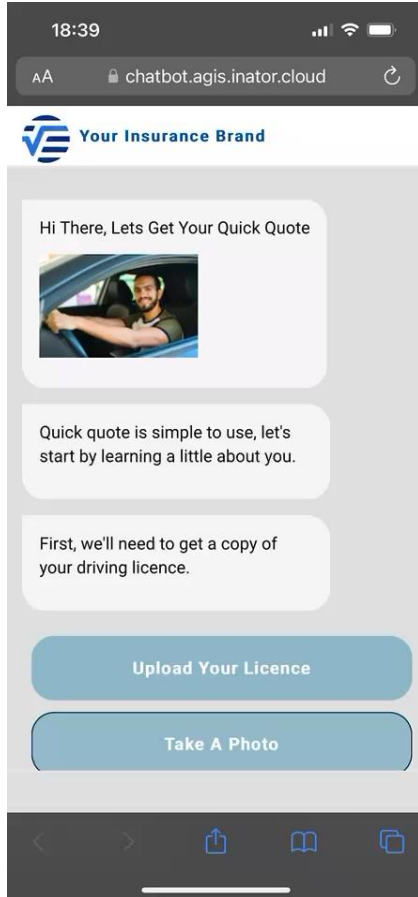 18:39
AA chatbot.agis.inator.cloud
Your Insurance Brand
Hi There, Lets Get Your Quick Quote
Quick quote is simple to use, let's
start by learning a little about you.
First, we'll need to get a copy of
your driving licence.
Upload Your Licence
Take A Photo